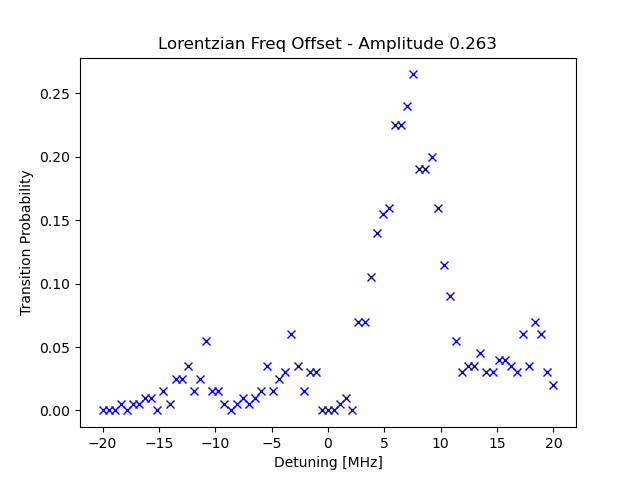 Lorentzian Freq Offset - Amplitude 0.263
Transition Probability
0.25
0.20
0.15
0.10
0.05
0.00
−20 −15 −10 −5 0 5 10 15 20
Detuning [MHz]